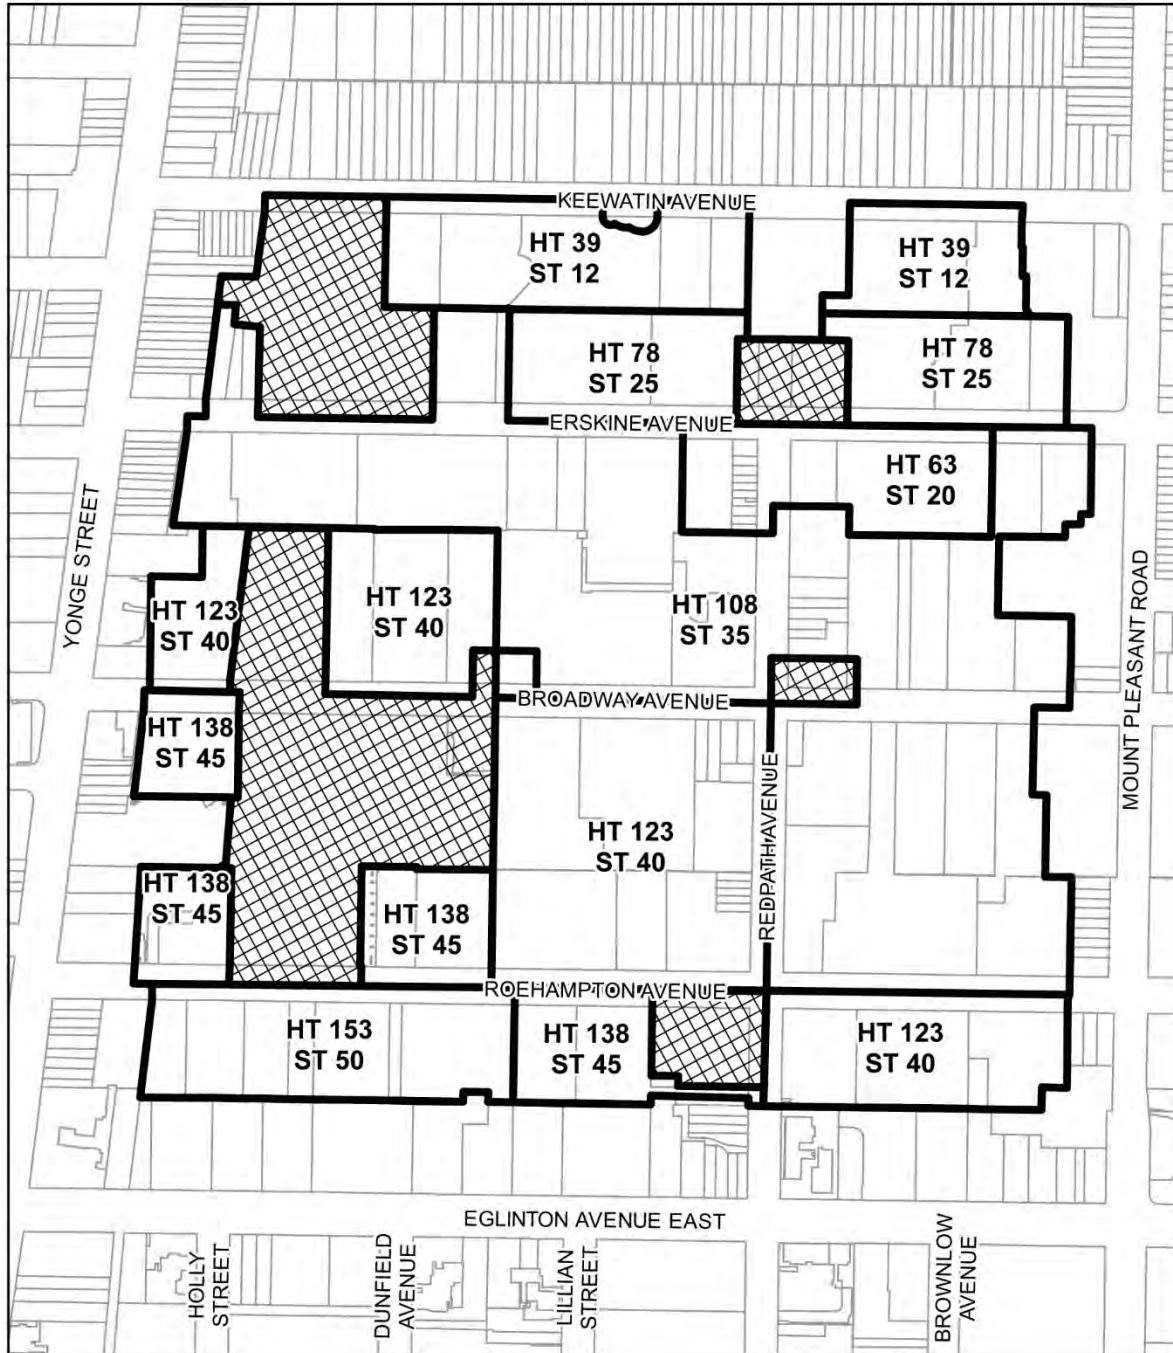 KEEWATIN AVENUE
HT 39
ST 12
HT 39
ST 12
HT 78
ST 25
HT 78
ST 25
ERSKINE AVENUE
HT 63
ST 20
YONGE STREET
MOUNT PLEASANT ROAD
HT 123
ST 40
HT 123
ST 40
HT 108
ST 35
BROADWAY AVENUE
HT 138
ST 45
REDPATH AVENUE
HT 123
ST 40
HT 138
ST 45
HT 138
ST 45
ROEHAMPTON AVENUE
HT 153
ST 50
HT 138
ST 45
HT 123
ST 40
EGLINTON AVENUE EAST
HOLLY
STREET
DUNFIELD
AVENUE
LILLIAN
STREET
BROWNLOW
AVENUE